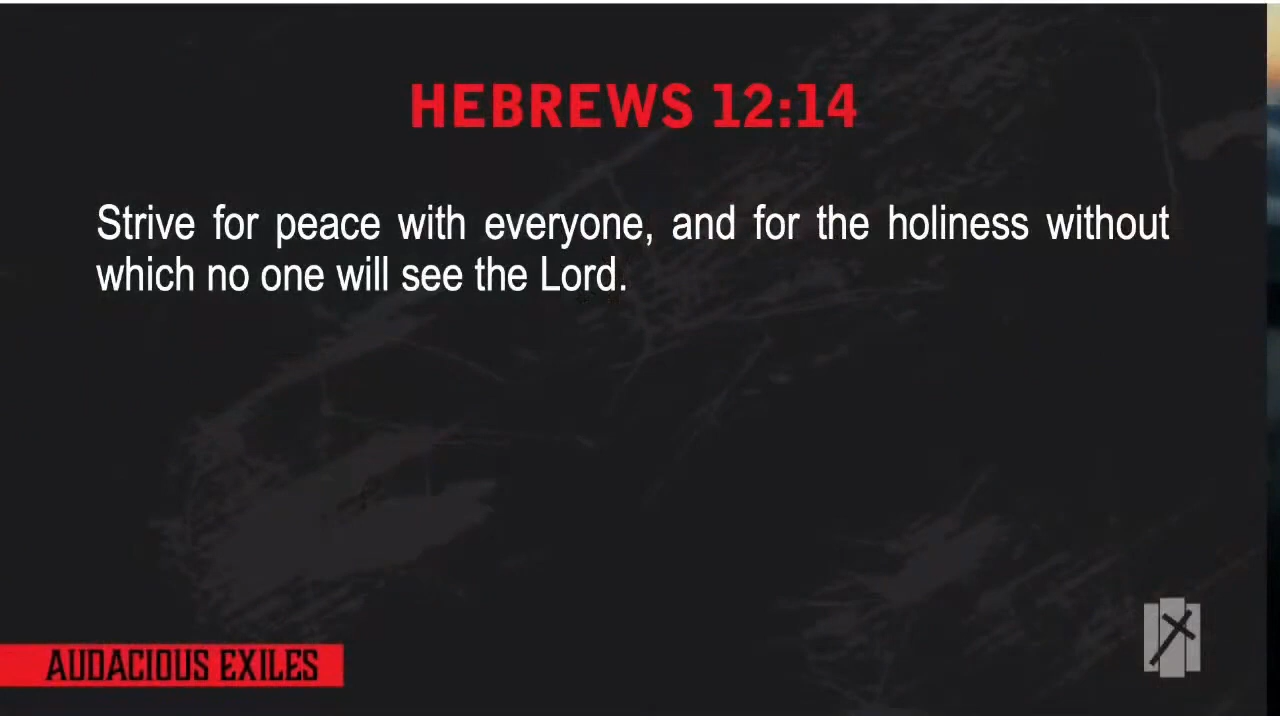 HEBREWS 12:14
Strive for peace with everyone, and for the holiness without
which no one will see the Lord.
AUDACIOUS EXILES